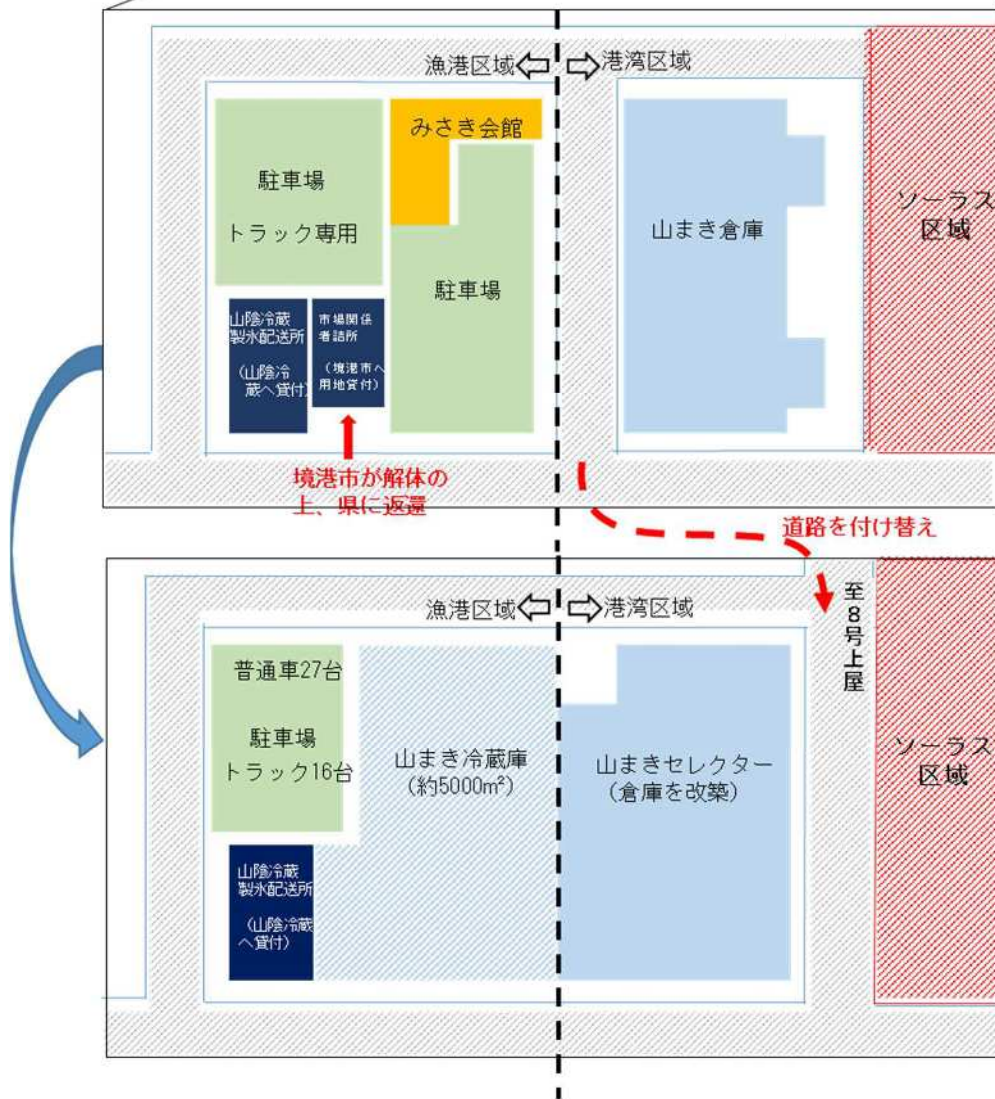 漁港区域
港湾区域
みさき会館
駐車場
トラック専用
駐車場
山陰冷蔵
製氷配送所
(山陰冷
蔵へ貸付)
市場関係
者詰所
(境港市へ
用地貸付)
山まき倉庫
ソーラス
区域
境港市が解体の
上、県に返還
道路を付け替え
漁港区域
港湾区域
至8号上屋
普通車27台
駐車場
トラック16台
山まき冷蔵庫
(約5000m²)
山まきセレクター
(倉庫を改築)
ソーラス
区域
山陰冷蔵
製氷配送所
(山陰冷蔵
へ貸付)